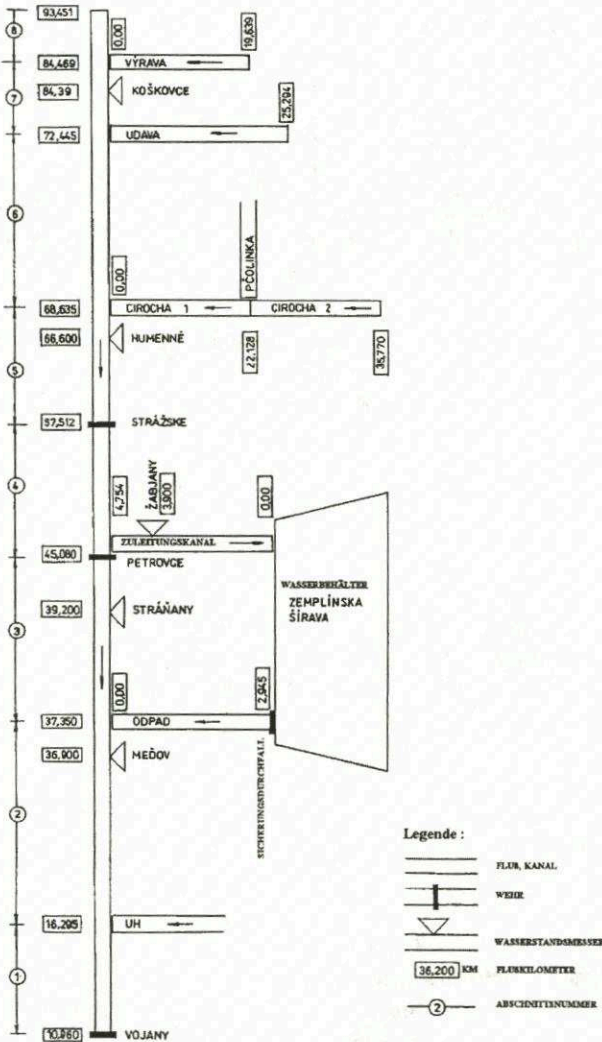 93,451
8
0,00
19,639
84,469
VÝRAVA
84,39
KOŠKOVCE
7
25,294
72,445
UDAVA
6
PČOLINKA
0,00
68,635
CIROCHA 1
CIROCHA 2
66,600
HUMENNÉ
22,128
35,770
5
57,512
STRÁŽSKE
4
4,754
ŽABJANY
3,900
0,00
ZULEITUNGSKANAL
45,080
PETROVCE
WASSERBEHÄLTER
ZEMPLÍNSKA
ŠÍRAVA
39,200
STRÁŇANY
3
0,00
2,945
37,350
ODPAD
36,900
MEĎOV
SICHERUNGSDURCHFALL
2
16,295
UH
1
10,960
VOJANY
Legende :
FLUß, KANAL
WEHR
WASSERSTANDSMESSER
36,200 KM
FLUSKILOMETER
2
ABSCHNITTSNUMMER